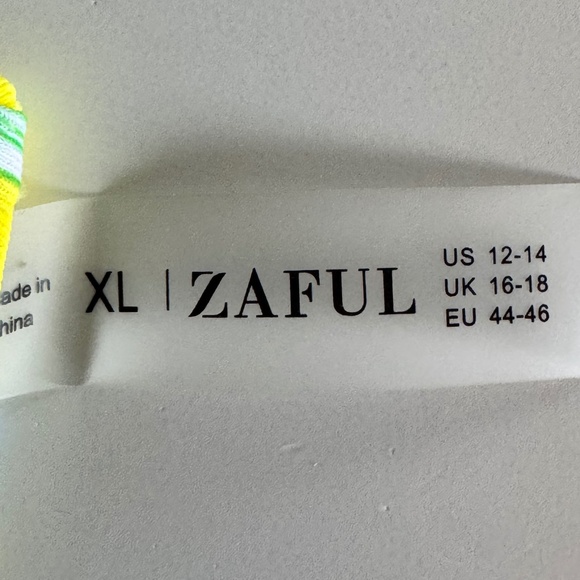 ade in
hina
XL | ZAFUL
US 12-14
UK 16-18
EU 44-46